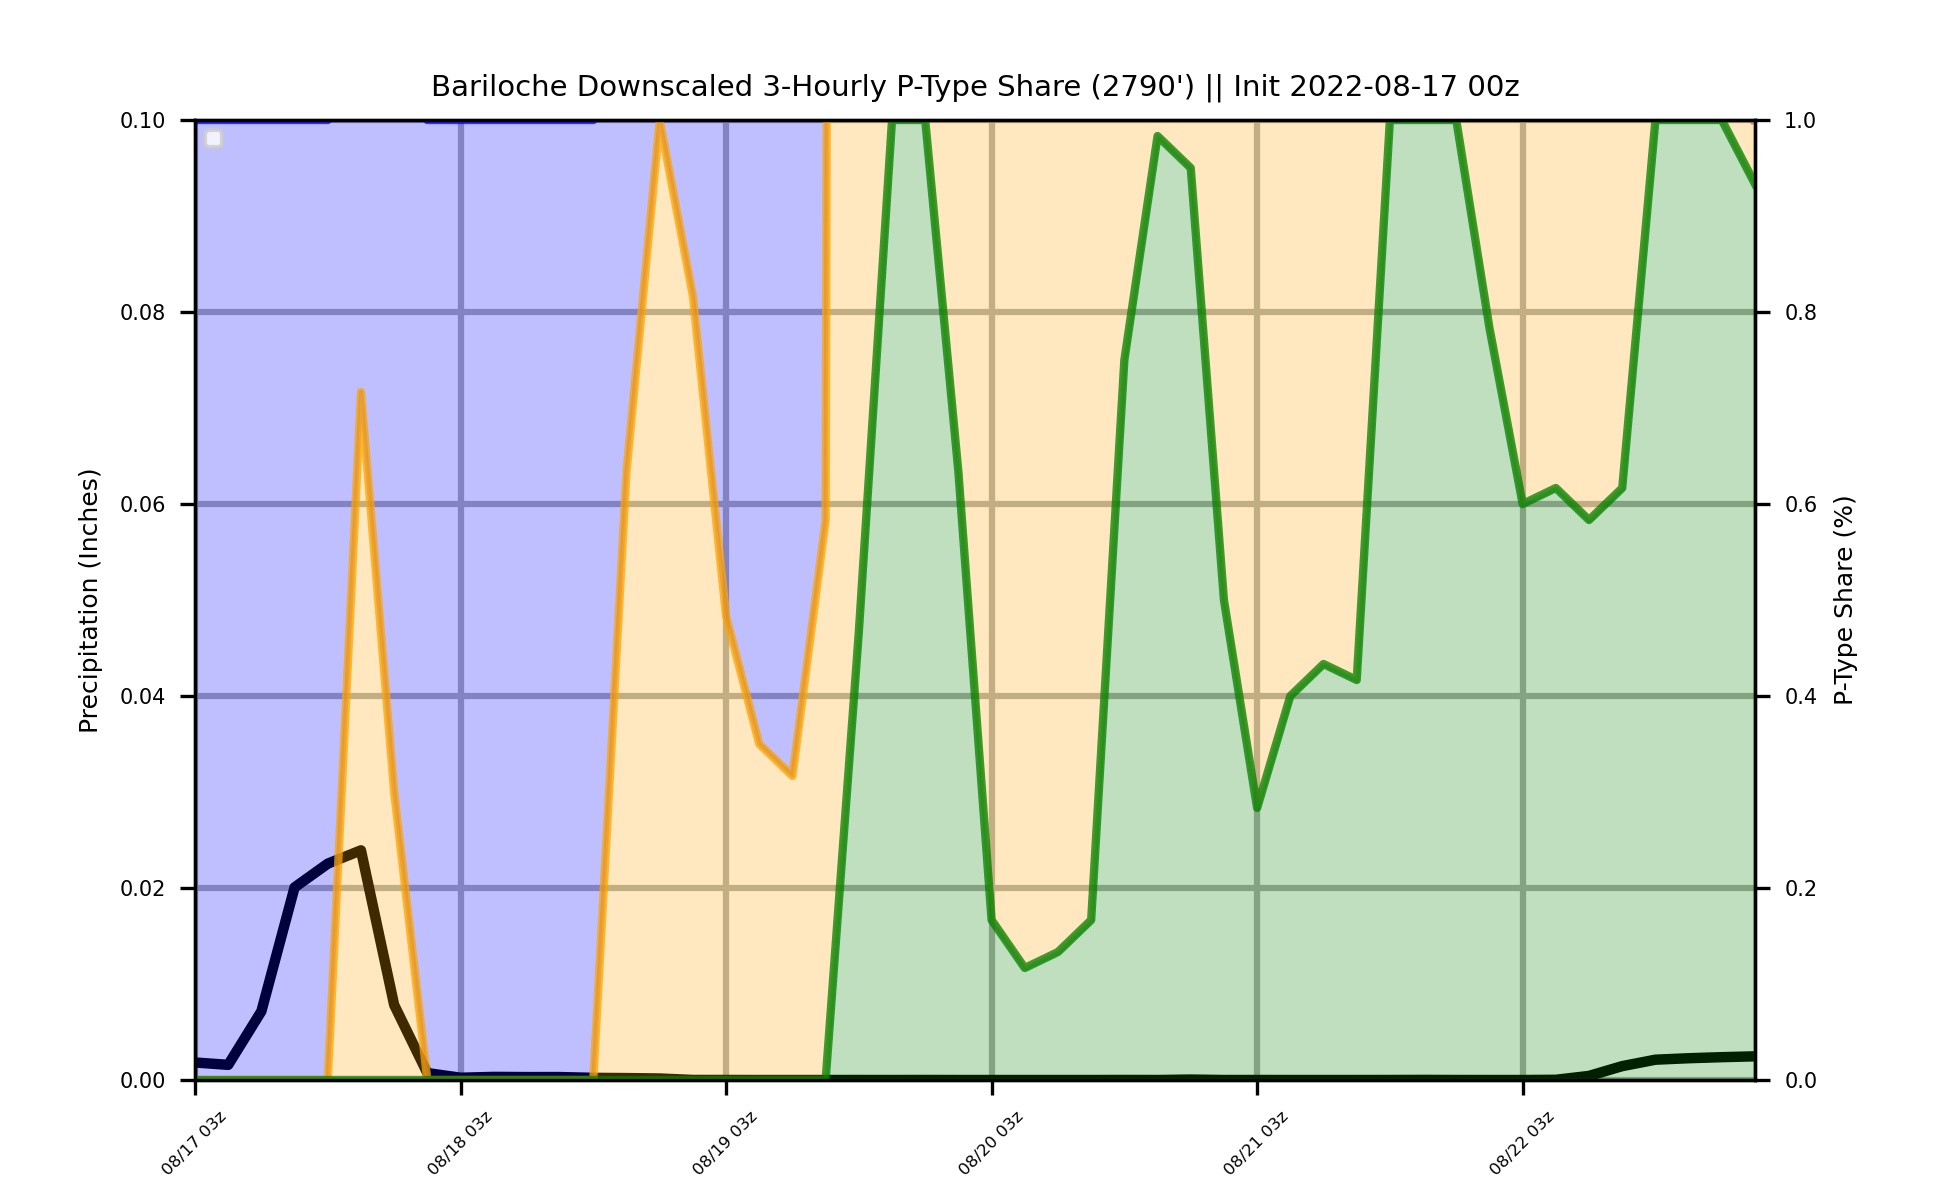 Bariloche Downscaled 3-Hourly P-Type Share (2790') || Init 2022-08-17 00z
0.10
0.08
0.06
0.04
0.02
0.00
Precipitation (Inches)
1.0
0.8
0.6
0.4
0.2
0.0
P-Type Share (%)
08/17 03z
08/18 03z
08/19 03z
08/20 03z
08/21 03z
08/22 03z